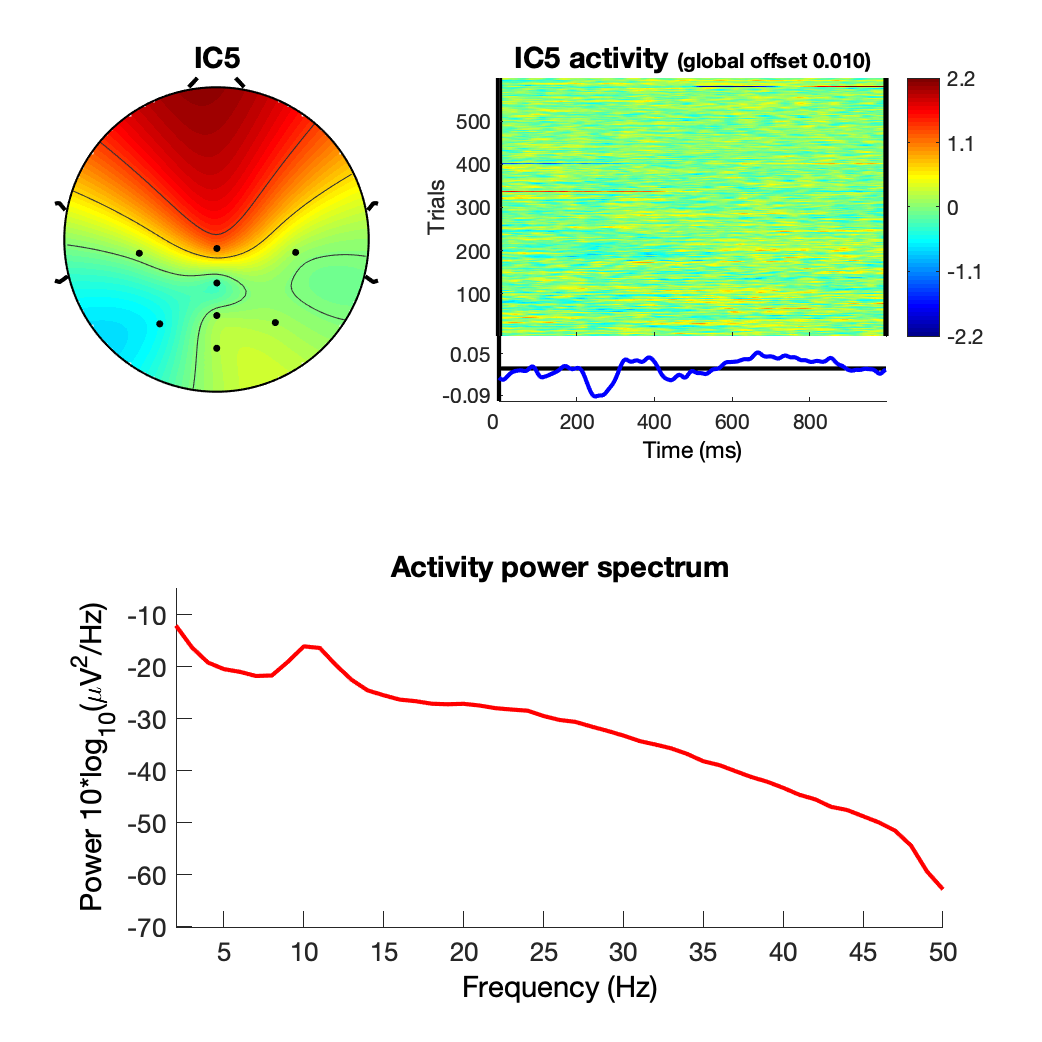 IC5
IC5 activity (global offset 0.010)
Trials
500
400
300
200
100
2.2
1.1
0
-1.1
-2.2
0.05
-0.09
0 200 400 600 800
Time (ms)
Activity power spectrum
Power 10*log10(μV2/Hz)
-10
-20
-30
-40
-50
-60
-70
5 10 15 20 25 30 35 40 45 50
Frequency (Hz)